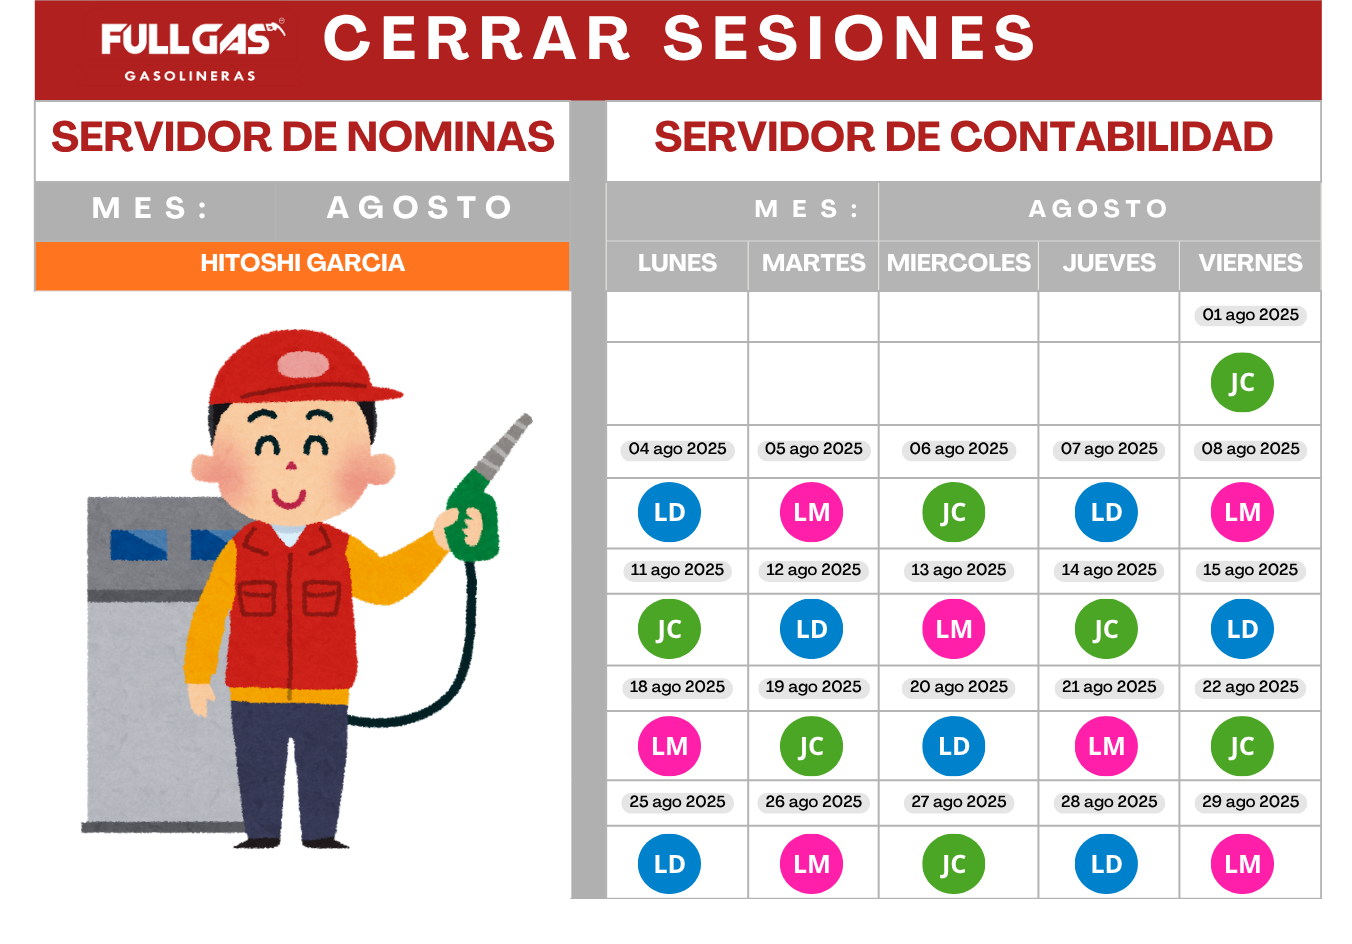 FULLGAS®
GASOLINERAS
CERRAR SESIONES
SERVIDOR DE NOMINAS
MES: AGOSTO
HITOSHI GARCIA
SERVIDOR DE CONTABILIDAD
MES: AGOSTO
LUNES MARTES MIERCOLES JUEVES VIERNES
01 ago 2025
JC
04 ago 2025 05 ago 2025 06 ago 2025 07 ago 2025 08 ago 2025
LD LM JC LD LM
11 ago 2025 12 ago 2025 13 ago 2025 14 ago 2025 15 ago 2025
JC LD LM JC LD
18 ago 2025 19 ago 2025 20 ago 2025 21 ago 2025 22 ago 2025
LM JC LD LM JC
25 ago 2025 26 ago 2025 27 ago 2025 28 ago 2025 29 ago 2025
LD LM JC LD LM